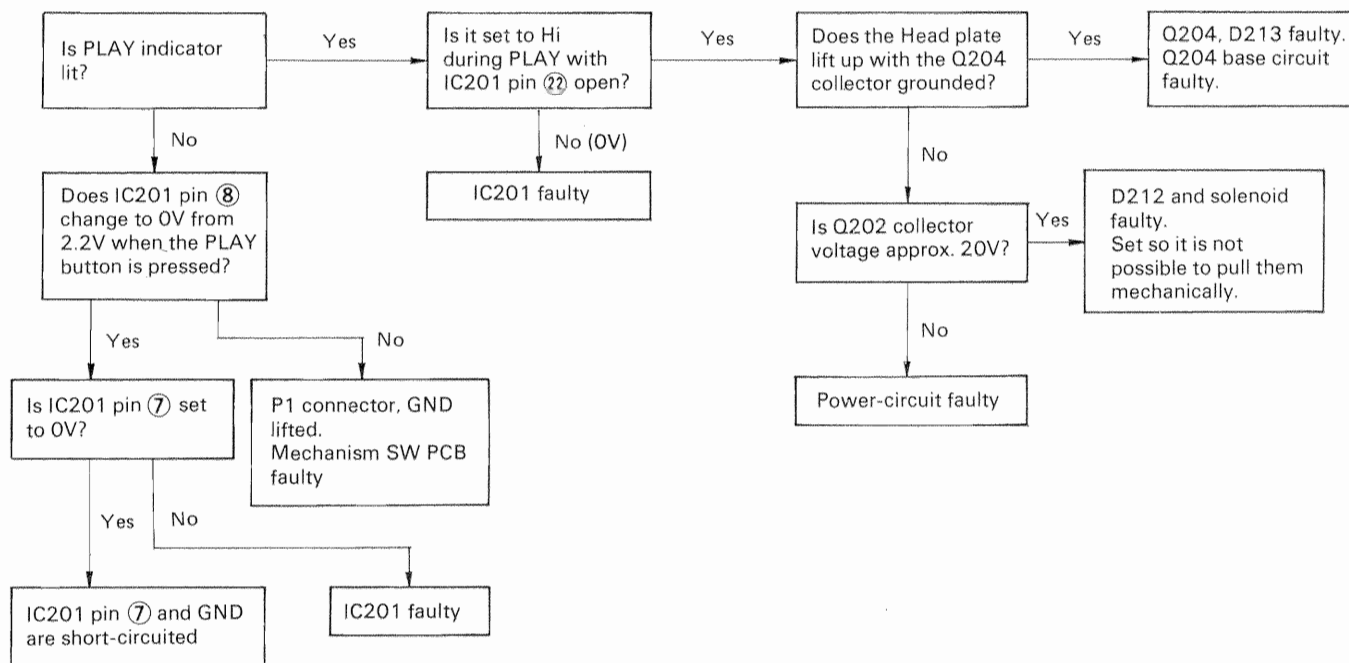 Is PLAY indicator
lit?
Yes
Is it set to Hi
during PLAY with
IC201 pin ㉒ open?
Yes
Does the Head plate
lift up with the Q204
collector grounded?
Yes
Q204, D213 faulty.
Q204 base circuit
faulty.
No
No (0V)
No
Does IC201 pin ⑧
change to 0V from
2.2V when the PLAY
button is pressed?
IC201 faulty
Is Q202 collector
voltage approx. 20V?
Yes
D212 and solenoid
faulty.
Set so it is not
possible to pull them
mechanically.
Yes
No
No
Is IC201 pin ⑦ set
to 0V?
P1 connector, GND
lifted.
Mechanism SW PCB
faulty
Power-circuit faulty
Yes
No
IC201 pin ⑦ and GND
are short-circuited
IC201 faulty